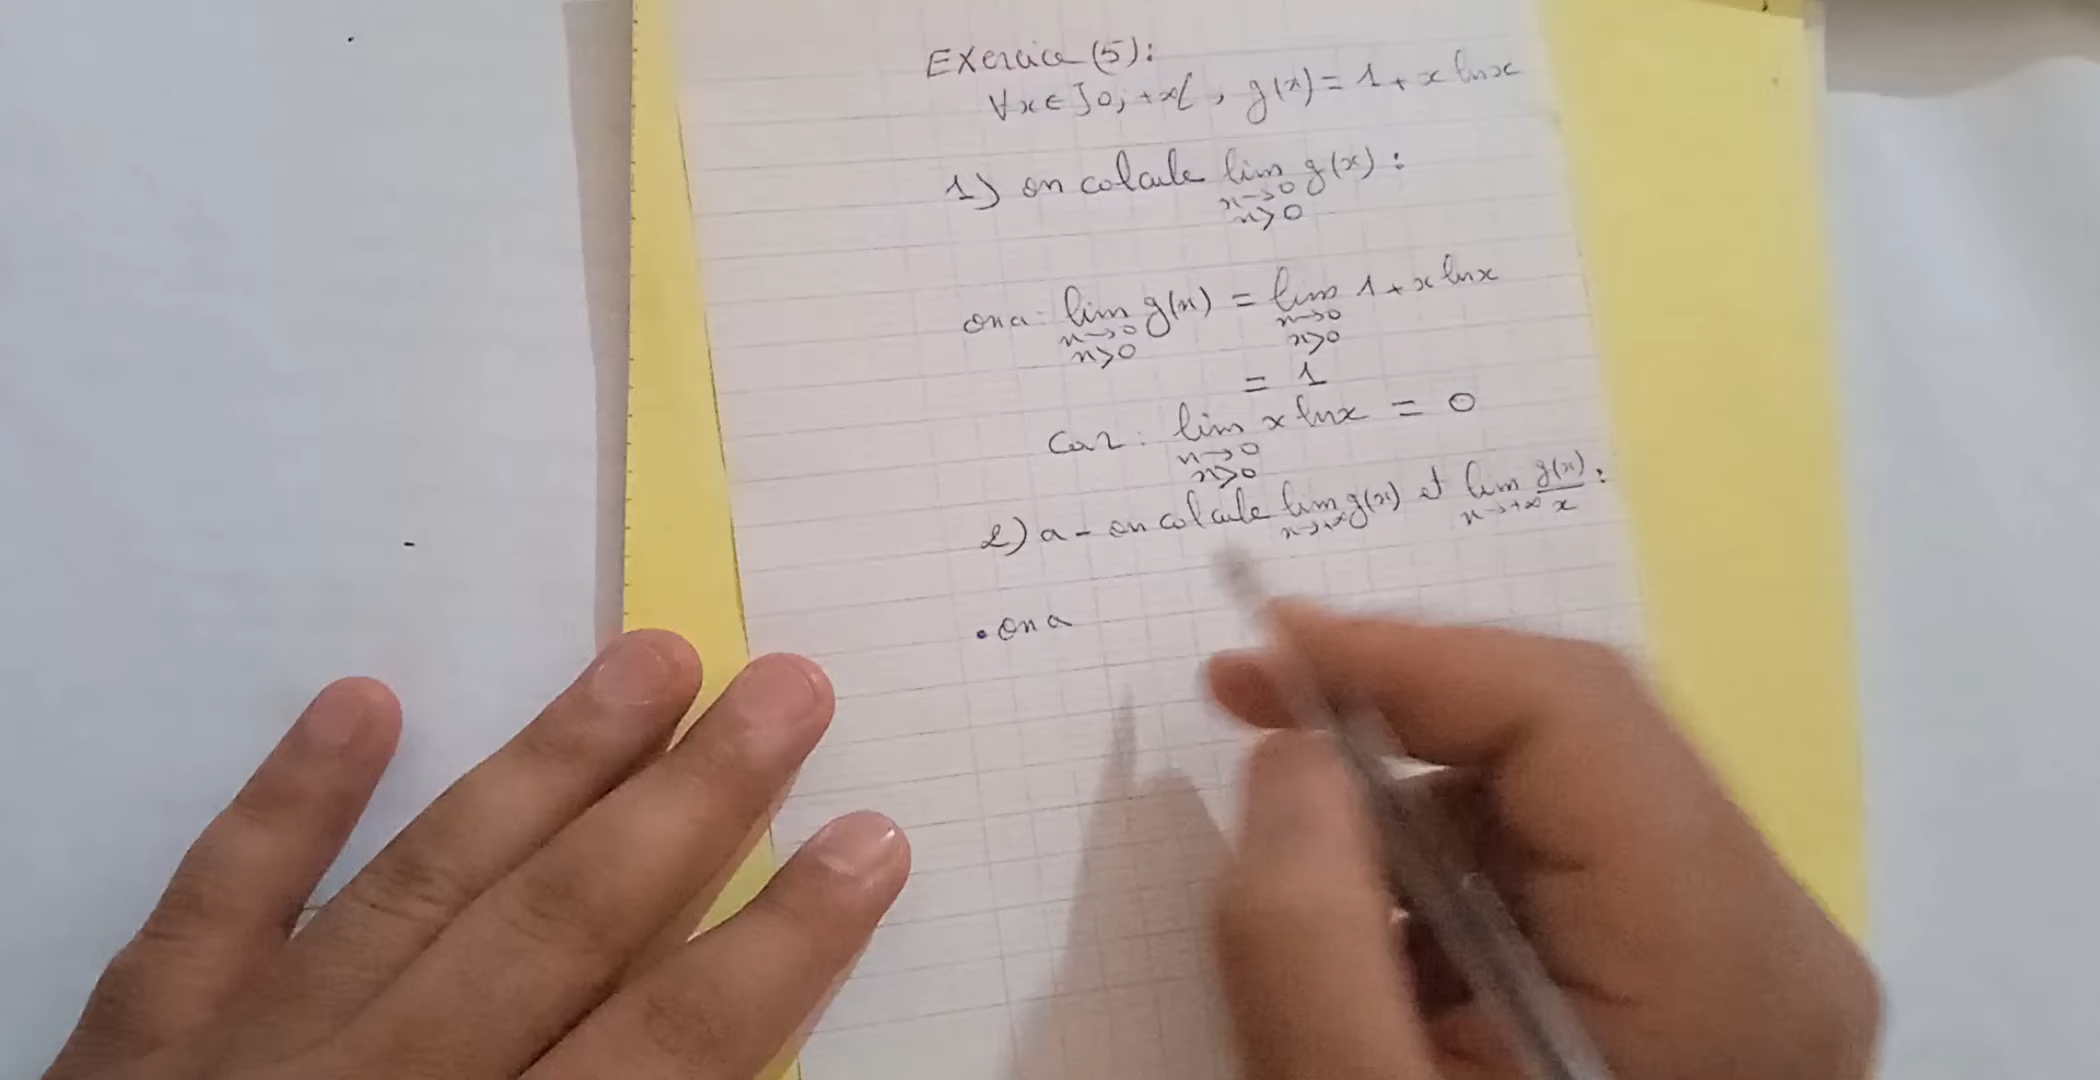 Exercice (5):
∀x∈]0; +∞[, g(x) = 1 + x lnx
1) on calcule lim g(x) :
x→0
x>0
on a: lim g(x) = lim 1 + x lnx
x→0 x→0
x>0 x>0
= 1
Car: lim x lnx = 0
x→0
x>0
2) a - on calcule lim g(x) et lim g(x)/x :
x→+∞ x→+∞
• on a